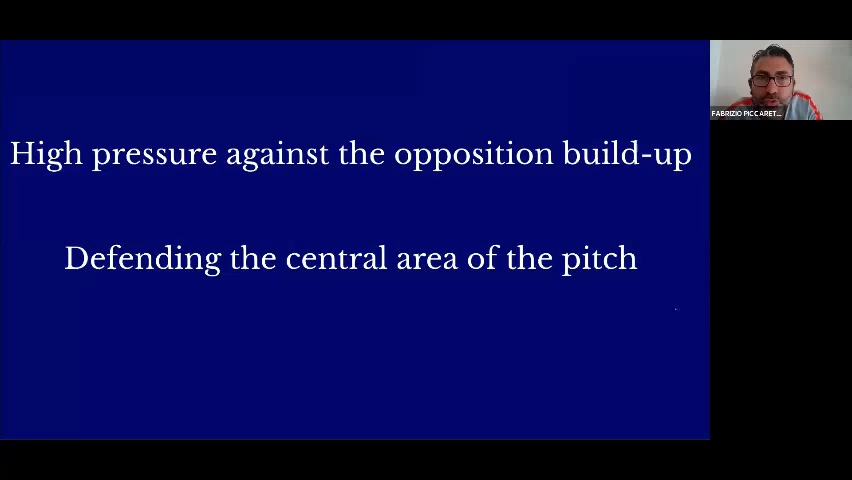 High pressure against the opposition build-up
FABRIZIO PICCARET...
Defending the central area of the pitch